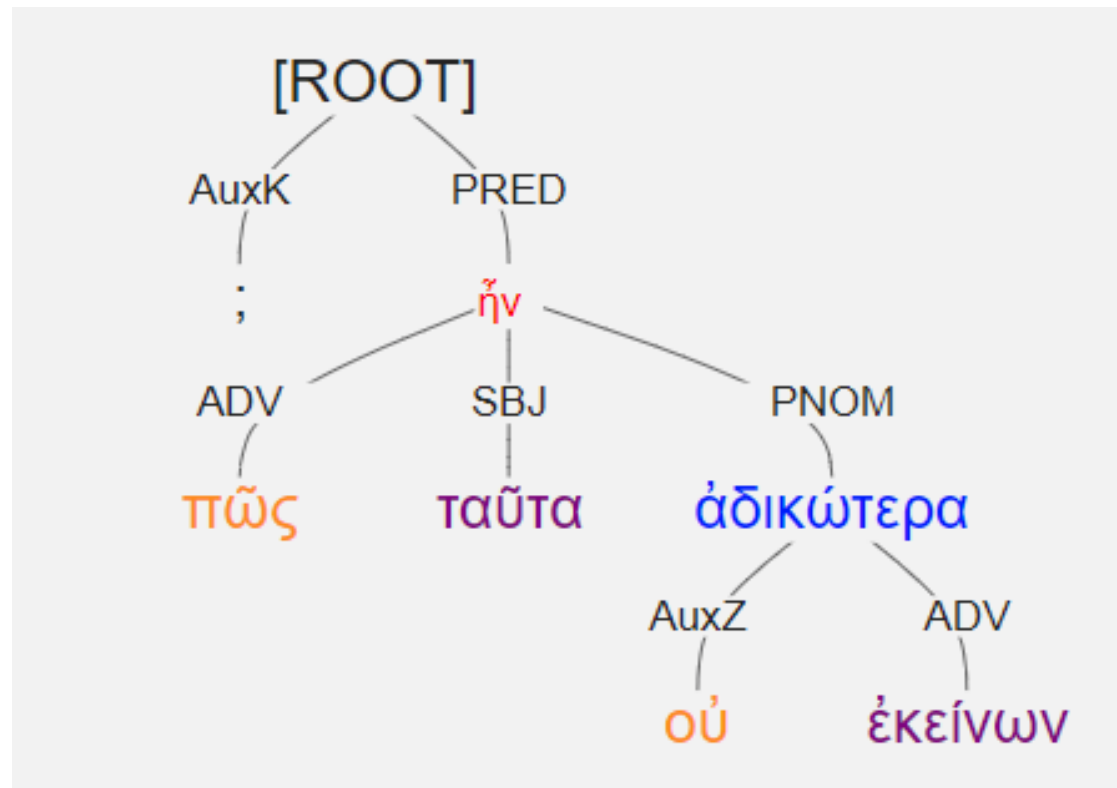 [ROOT]
AuxK PRED
; ἦν
ADV SBJ PNOM
πῶς ταῦτα ἀδικώτερα
AuxZ ADV
οὐ ἐκείνων